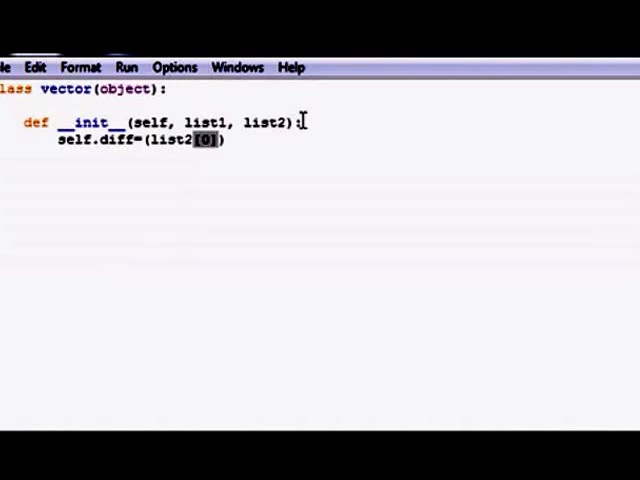 le Edit Format Run Options Windows Help
lass vector(object):
def __init__(self, list1, list2):
self.diff=(list2[0])